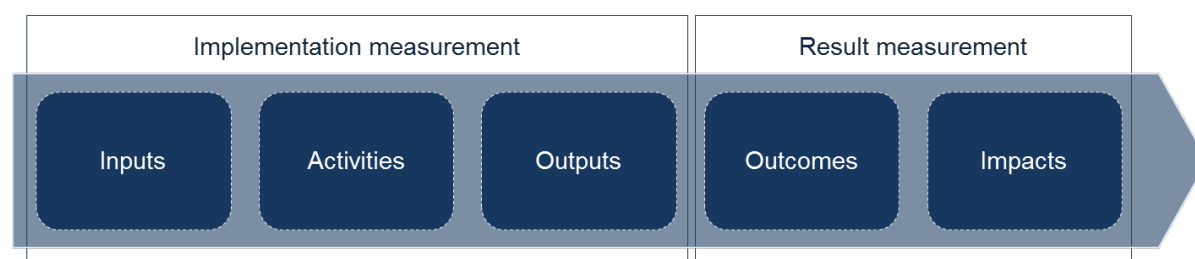 Implementation measurement
Result measurement
Inputs
Activities
Outputs
Outcomes
Impacts